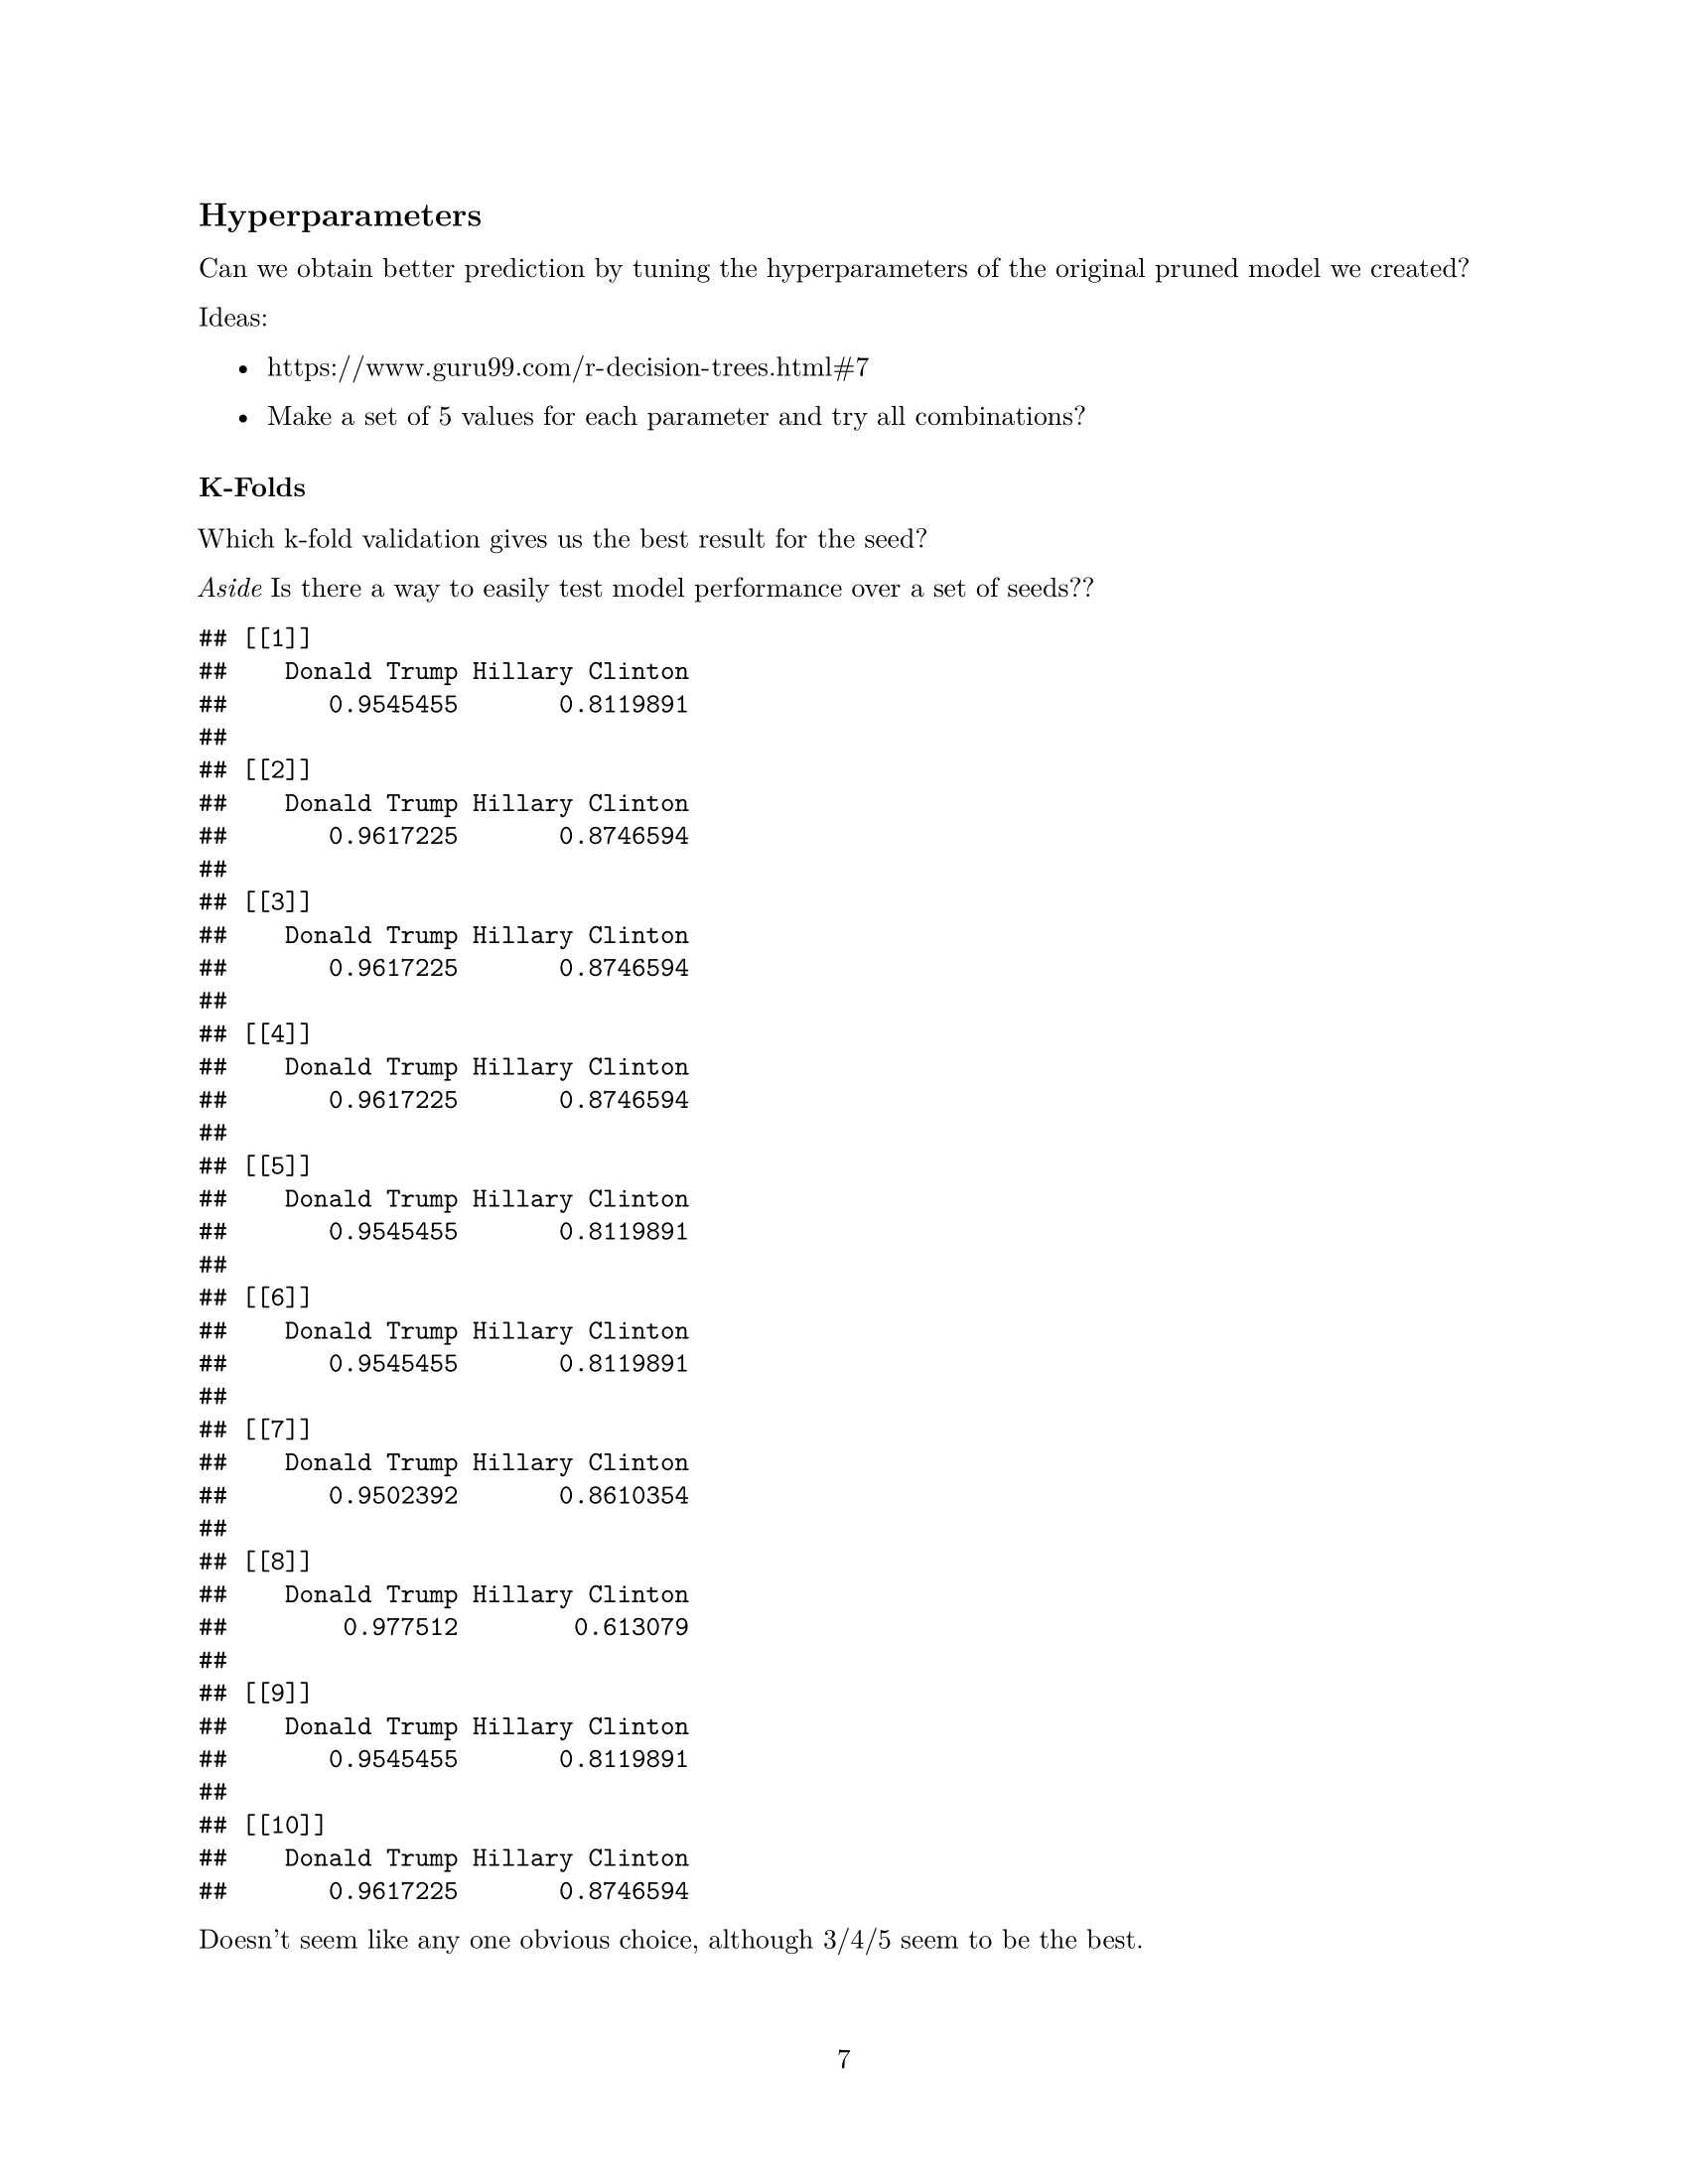 Hyperparameters
Can we obtain better prediction by tuning the hyperparameters of the original pruned model we created?
Ideas:
• https://www.guru99.com/r-decision-trees.html#7
• Make a set of 5 values for each parameter and try all combinations?
K-Folds
Which k-fold validation gives us the best result for the seed?
Aside Is there a way to easily test model performance over a set of seeds??
## [[1]]
##    Donald Trump Hillary Clinton
##       0.9545455       0.8119891
##
## [[2]]
##    Donald Trump Hillary Clinton
##       0.9617225       0.8746594
##
## [[3]]
##    Donald Trump Hillary Clinton
##       0.9617225       0.8746594
##
## [[4]]
##    Donald Trump Hillary Clinton
##       0.9617225       0.8746594
##
## [[5]]
##    Donald Trump Hillary Clinton
##       0.9545455       0.8119891
##
## [[6]]
##    Donald Trump Hillary Clinton
##       0.9545455       0.8119891
##
## [[7]]
##    Donald Trump Hillary Clinton
##       0.9502392       0.8610354
##
## [[8]]
##    Donald Trump Hillary Clinton
##        0.977512        0.613079
##
## [[9]]
##    Donald Trump Hillary Clinton
##       0.9545455       0.8119891
##
## [[10]]
##    Donald Trump Hillary Clinton
##       0.9617225       0.8746594
Doesn't seem like any one obvious choice, although 3/4/5 seem to be the best.
7